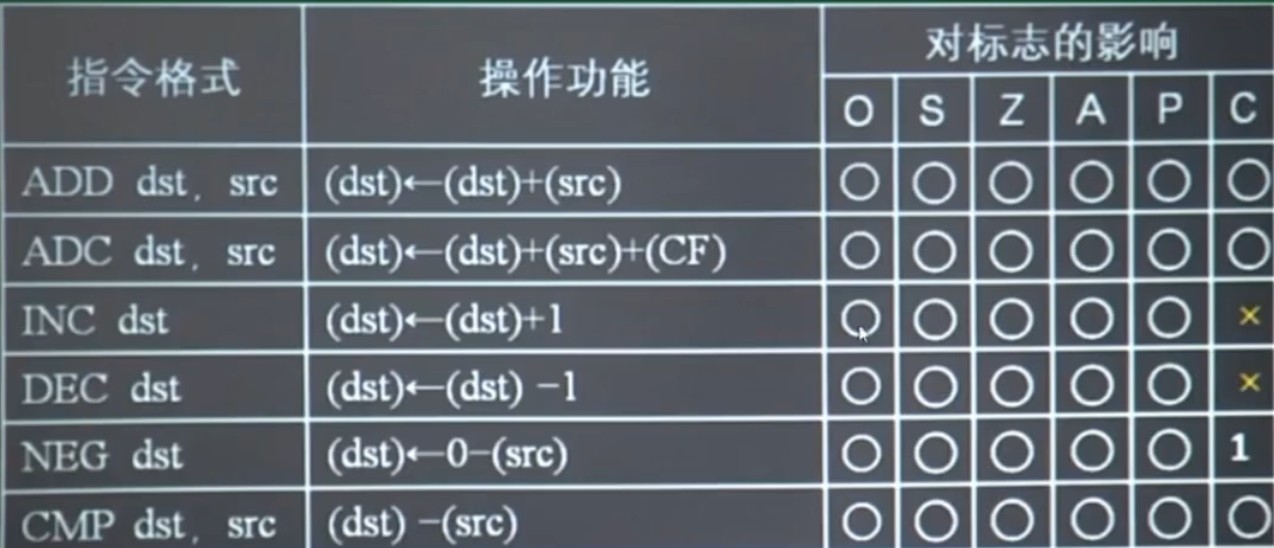 指令格式 操作功能 对标志的影响
O S Z A P C
ADD dst, src (dst)←(dst)+(src) ○ ○ ○ ○ ○ ○
ADC dst, src (dst)←(dst)+(src)+(CF) ○ ○ ○ ○ ○ ○
INC dst (dst)←(dst)+1 ○ ○ ○ ○ ○ ×
DEC dst (dst)←(dst) −1 ○ ○ ○ ○ ○ ×
NEG dst (dst)←0−(src) ○ ○ ○ ○ ○ 1
CMP dst, src (dst) −(src) ○ ○ ○ ○ ○ ○